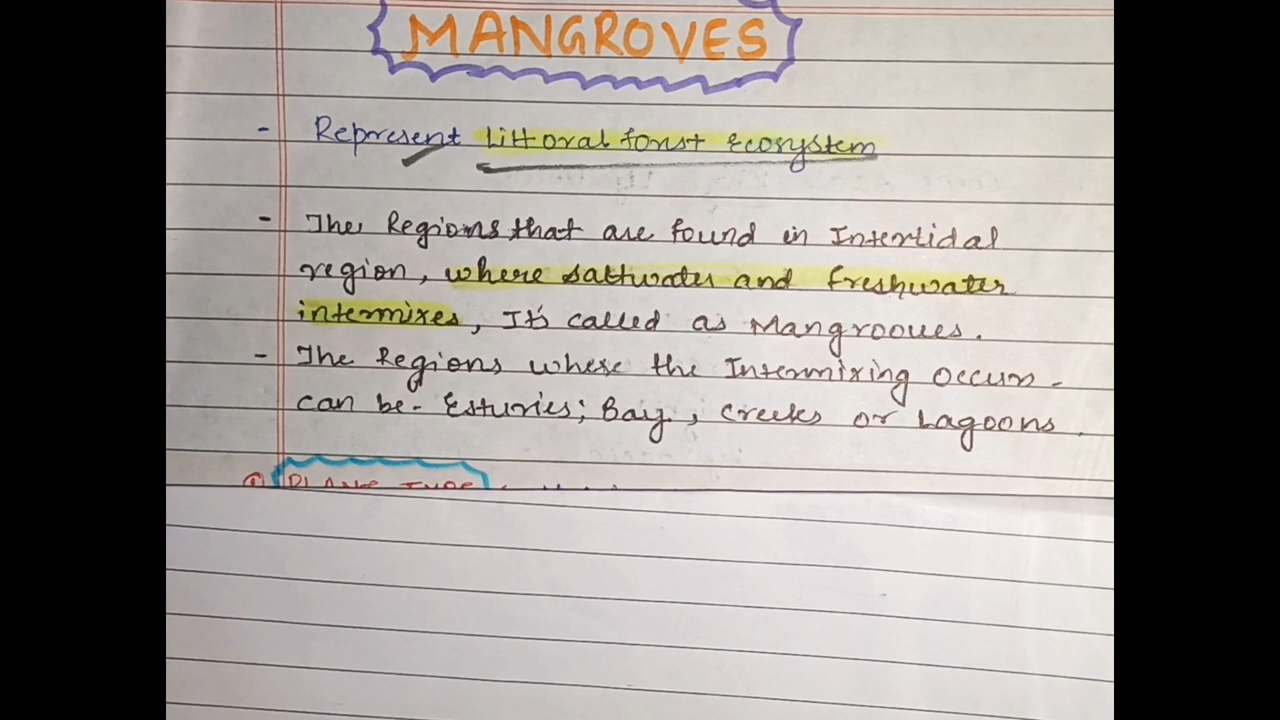 MANGROVES
- Represent Littoral forest Ecosystem
- The Regions that are found in Intertidal
region, where saltwater and freshwater
intermixes, It's called as Mangrooves.
- The Regions where the Intermixing occurs -
can be - Esturies; Bay, Creeks or Lagoons.